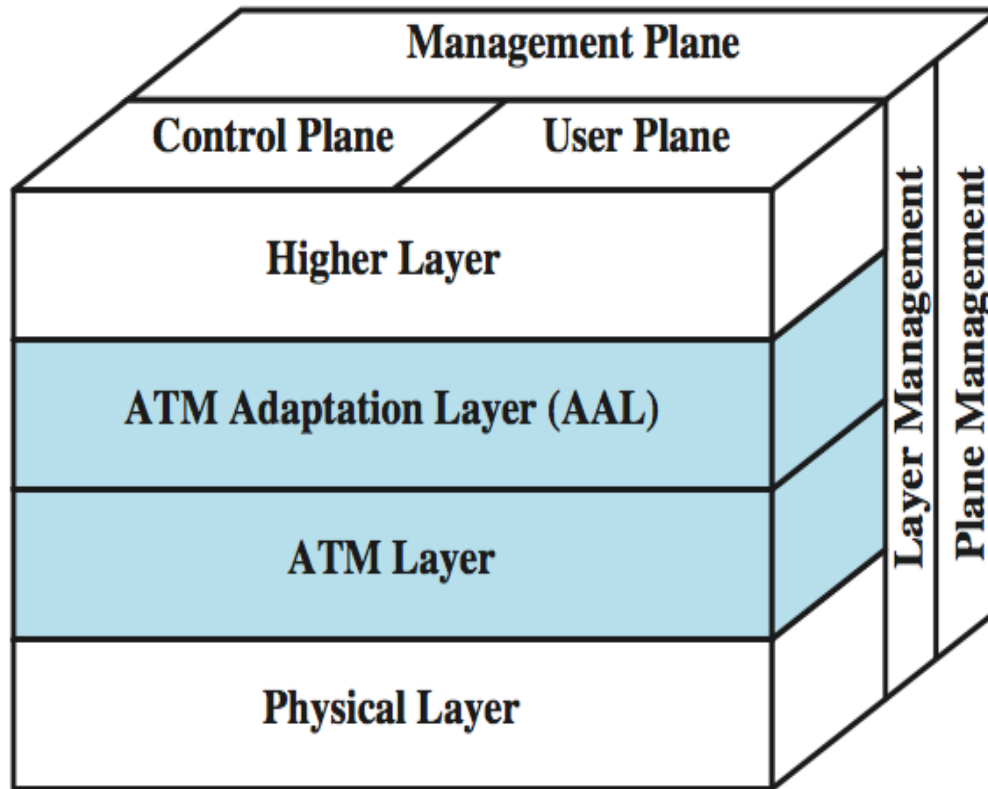 Management Plane
Control Plane
User Plane
Higher Layer
ATM Adaptation Layer (AAL)
ATM Layer
Physical Layer
Layer Management
Plane Management